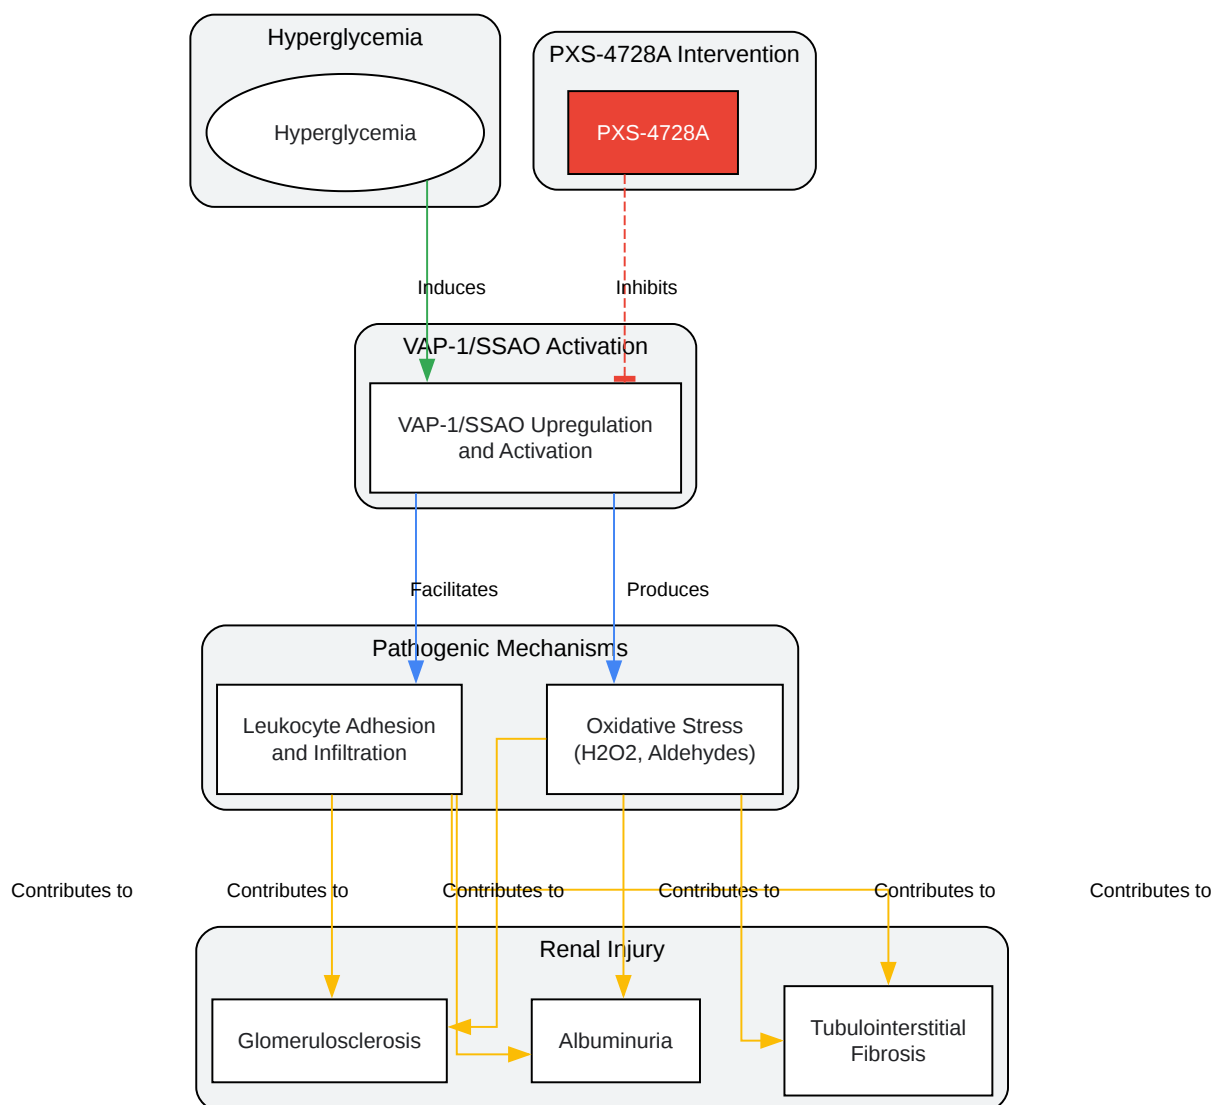 Hyperglycemia
PXS-4728A Intervention
Hyperglycemia
PXS-4728A
Induces
Inhibits
VAP-1/SSAO Activation
VAP-1/SSAO Upregulation
and Activation
Facilitates
Produces
Pathogenic Mechanisms
Leukocyte Adhesion
and Infiltration
Oxidative Stress
(H2O2, Aldehydes)
Contributes to
Contributes to
Contributes to
Contributes to
Contributes to
Contributes to
Renal Injury
Glomerulosclerosis
Albuminuria
Tubulointerstitial
Fibrosis